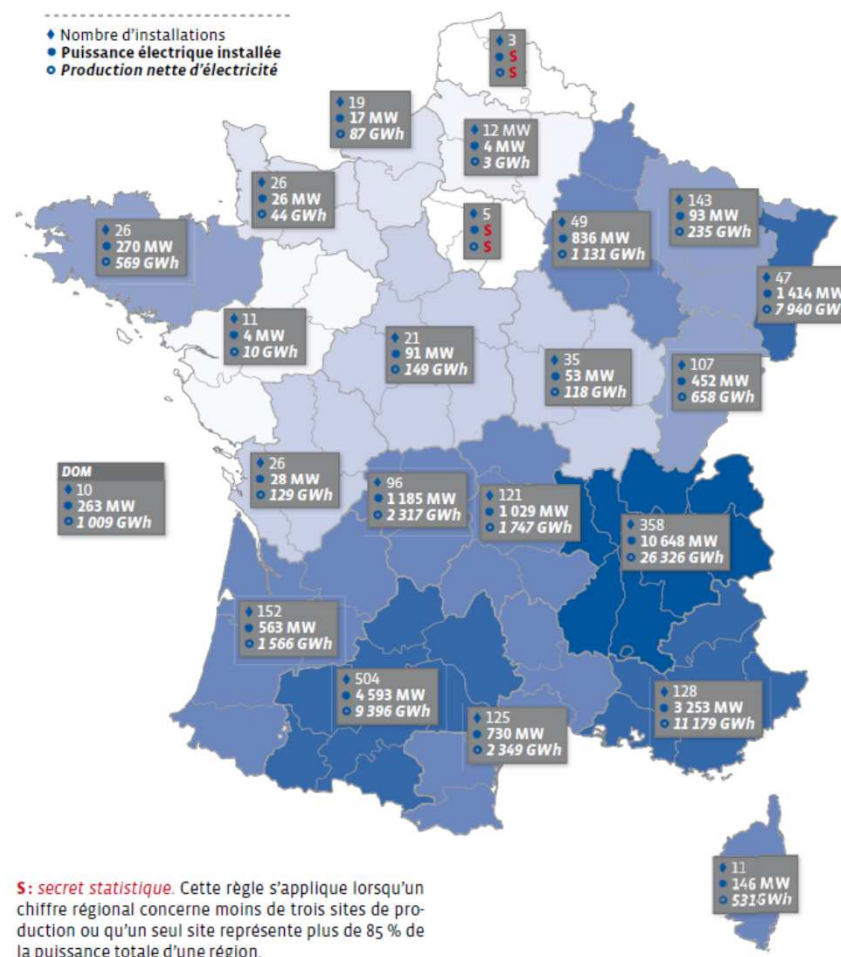 Nombre d'installations
Puissance électrique installée
Production nette d'électricité
3
S
S
19
17 MW
87 GWh
12 MW
4 MW
3 GWh
26
26 MW
44 GWh
5
S
S
143
93 MW
235 GWh
26
270 MW
569 GWh
49
836 MW
1 131 GWh
47
1 414 MW
7 940 GW
11
4 MW
10 GWh
21
91 MW
149 GWh
35
53 MW
118 GWh
107
452 MW
658 GWh
DOM
10
263 MW
1 009 GWh
26
28 MW
129 GWh
96
1 185 MW
2 317 GWh
121
1 029 MW
1 747 GWh
358
10 648 MW
26 326 GWh
152
563 MW
1 566 GWh
504
4 593 MW
9 396 GWh
128
3 253 MW
11 179 GWh
125
730 MW
2 349 GWh
11
146 MW
531 GWh
S : secret statistique. Cette règle s'applique lorsqu'un
chiffre régional concerne moins de trois sites de pro-
duction ou qu'un seul site représente plus de 85 % de
la puissance totale d'une région.